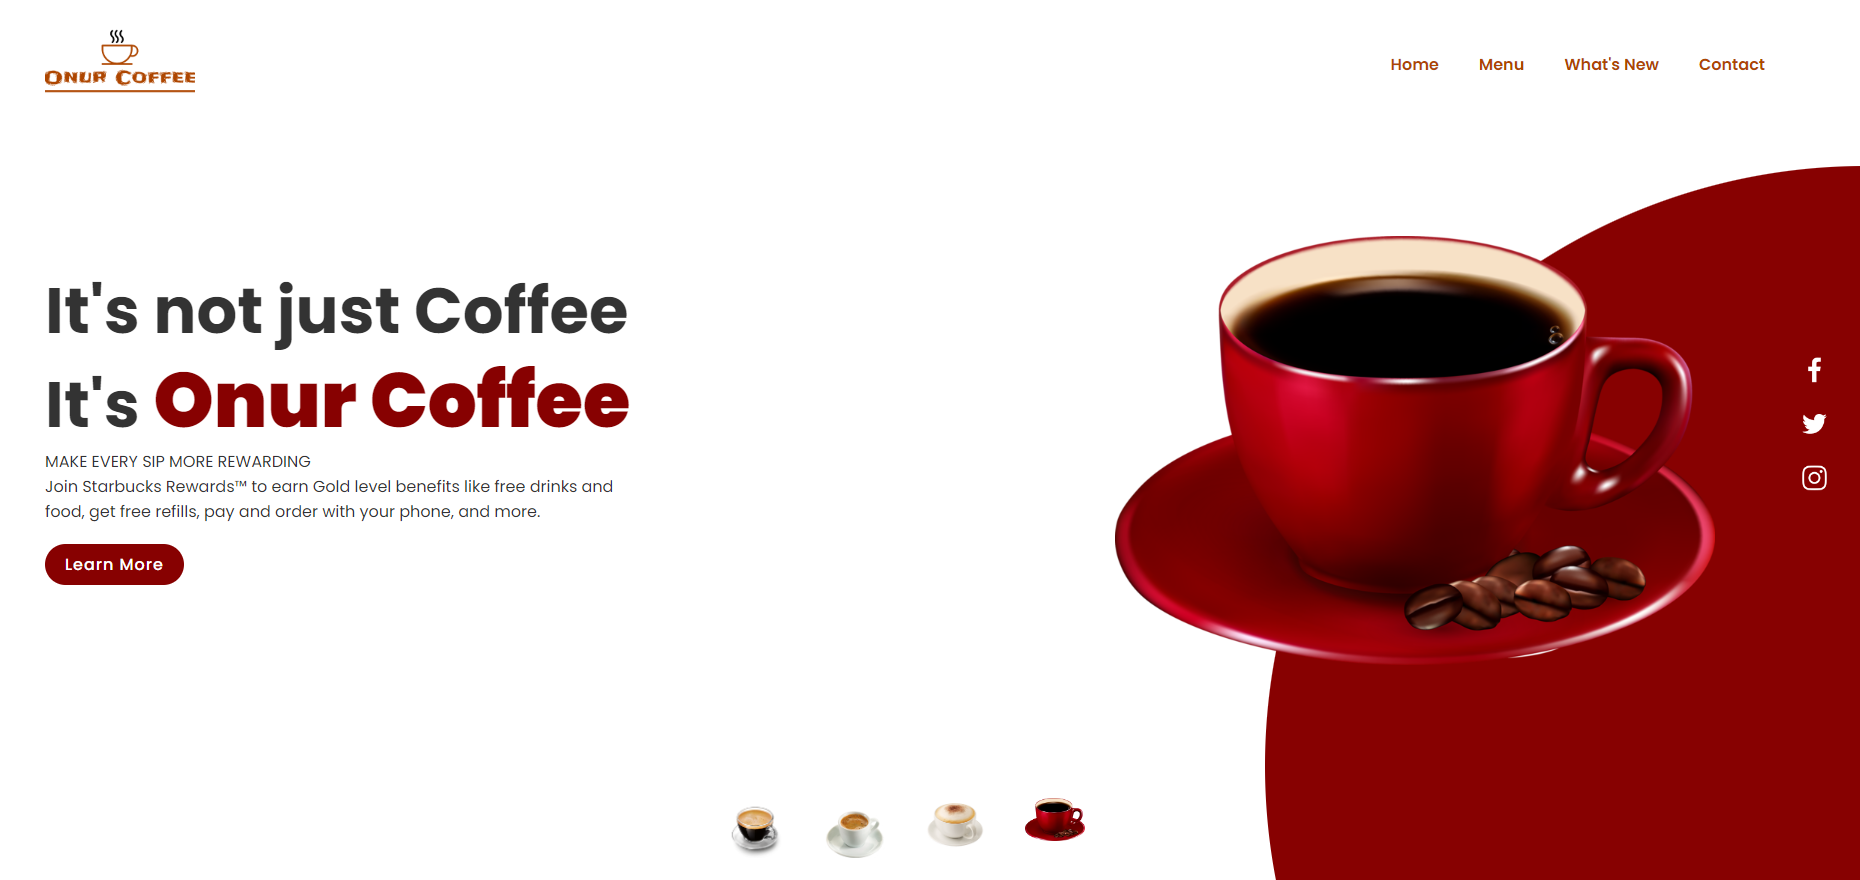 Onur Coffee
Home Menu What's New Contact
It's not just Coffee
It's Onur Coffee
MAKE EVERY SIP MORE REWARDING
Join Starbucks Rewards™ to earn Gold level benefits like free drinks and
food, get free refills, pay and order with your phone, and more.
Learn More